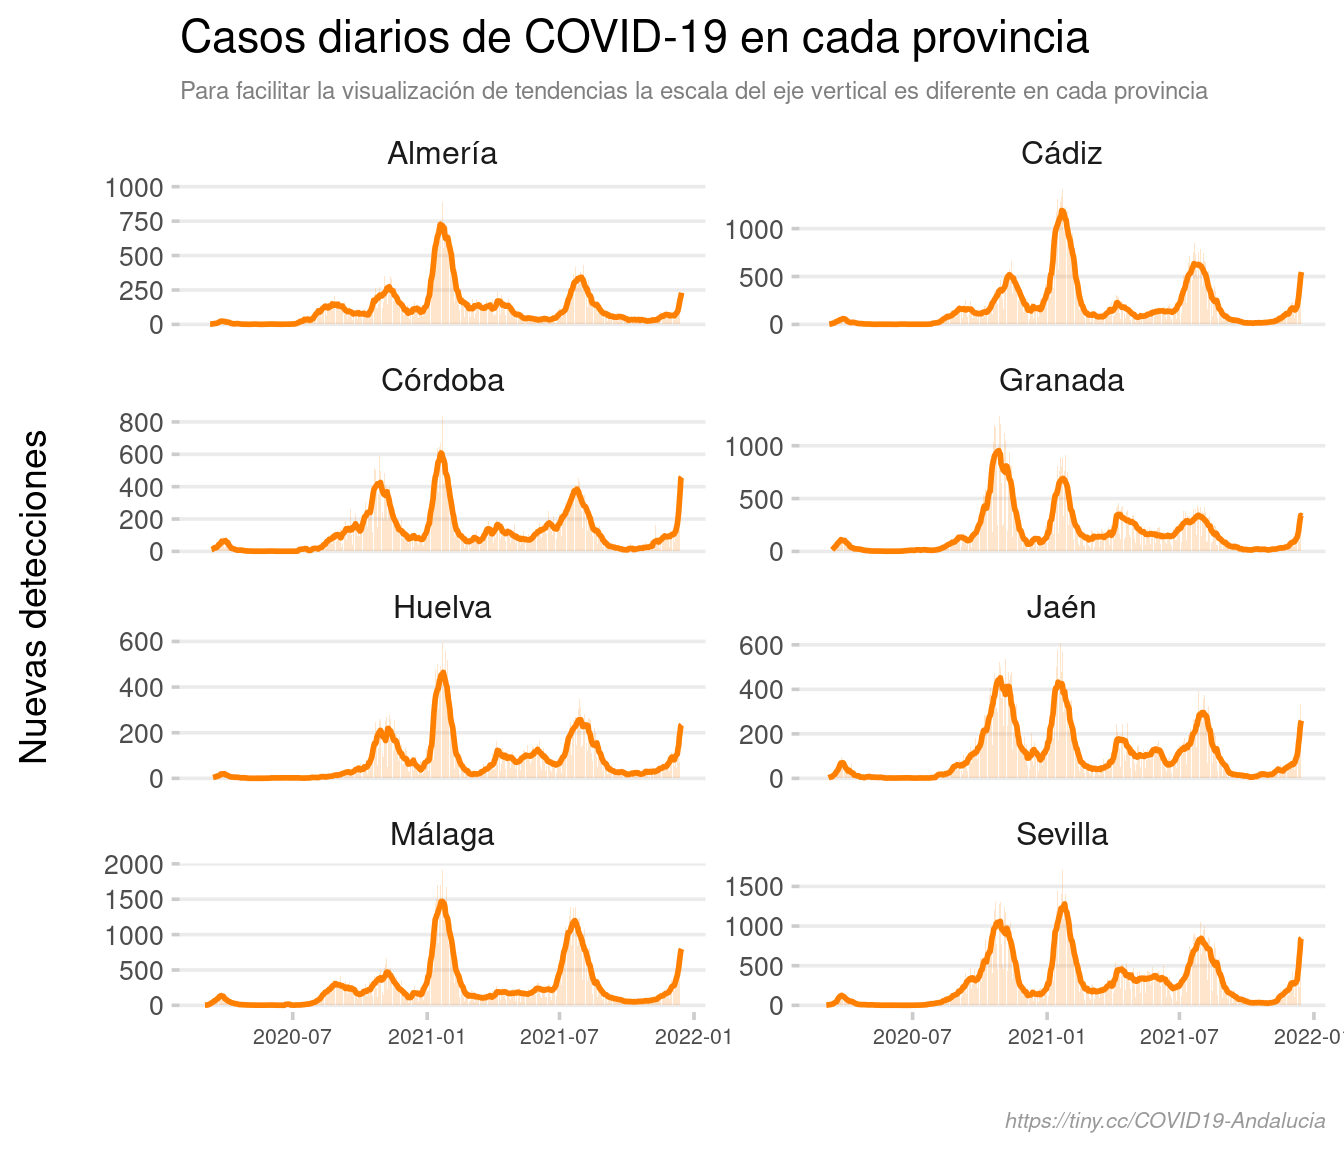 Casos diarios de COVID-19 en cada provincia
Para facilitar la visualización de tendencias la escala del eje vertical es diferente en cada provincia
Nuevas detecciones
Almería
1000
750
500
250
0
Cádiz
1000
500
0
Córdoba
800
600
400
200
0
Granada
1000
500
0
Huelva
600
400
200
0
Jaén
600
400
200
0
Málaga
2000
1500
1000
500
0
Sevilla
1500
1000
500
0
2020-07 2021-01 2021-07 2022-01
2020-07 2021-01 2021-07 2022-01
https://tiny.cc/COVID19-Andalucia